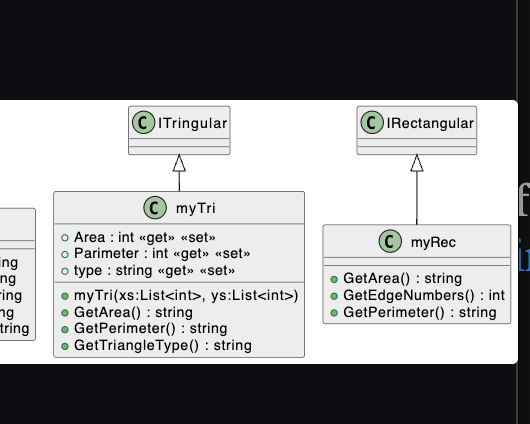 C ITringular
C IRectangular
C myTri
Area : int «get» «set»
Parimeter : int «get» «set»
type : string «get» «set»
myTri(xs:List<int>, ys:List<int>)
GetArea() : string
GetPerimeter() : string
GetTriangleType() : string
C myRec
GetArea() : string
GetEdgeNumbers() : int
GetPerimeter() : string
ing
ng
ring
ng
tring